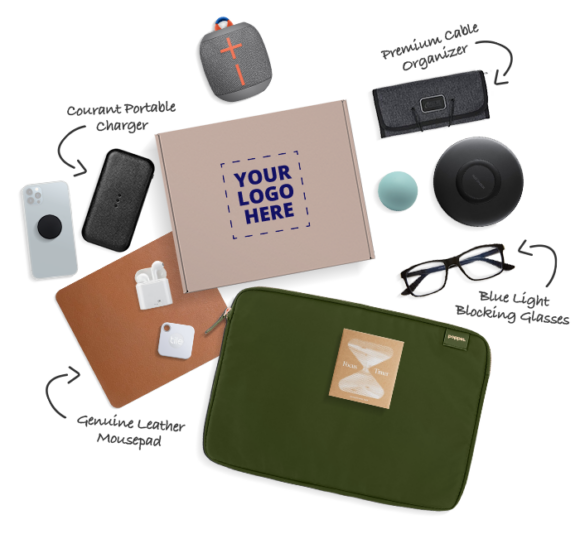 Premium Cable
Organizer
Courant Portable
Charger
YOUR
LOGO
HERE
Blue Light
Blocking Glasses
Genuine Leather
Mousepad